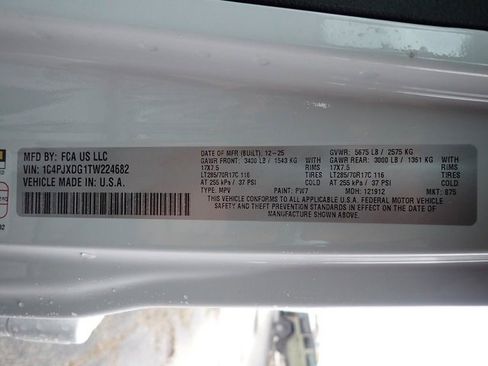 MFD BY: FCA US LLC
VIN: 1C4PJXDG1TW224682
VEHICLE MADE IN: U.S.A.
DATE OF MFR (BUILT): 12-25 GVWR: 5675 LB / 2575 KG
GAWR FRONT: 3400 LB / 1543 KG GAWR REAR: 3000 LB / 1361 KG
17X7.5 RIMS 17X7.5 RIMS
LT285/70R17C 116 TIRES LT285/70R17C 116 TIRES
AT 255 kPa / 37 PSI AT 255 kPa / 37 PSI
TYPE: MPV PAINT: PW7 MDH: 121912 MKT: 875
THIS VEHICLE CONFORMS TO ALL APPLICABLE U.S.A. FEDERAL MOTOR VEHICLE
SAFETY AND THEFT PREVENTION STANDARDS IN EFFECT ON THE DATE OF
MANUFACTURE SHOWN ABOVE.